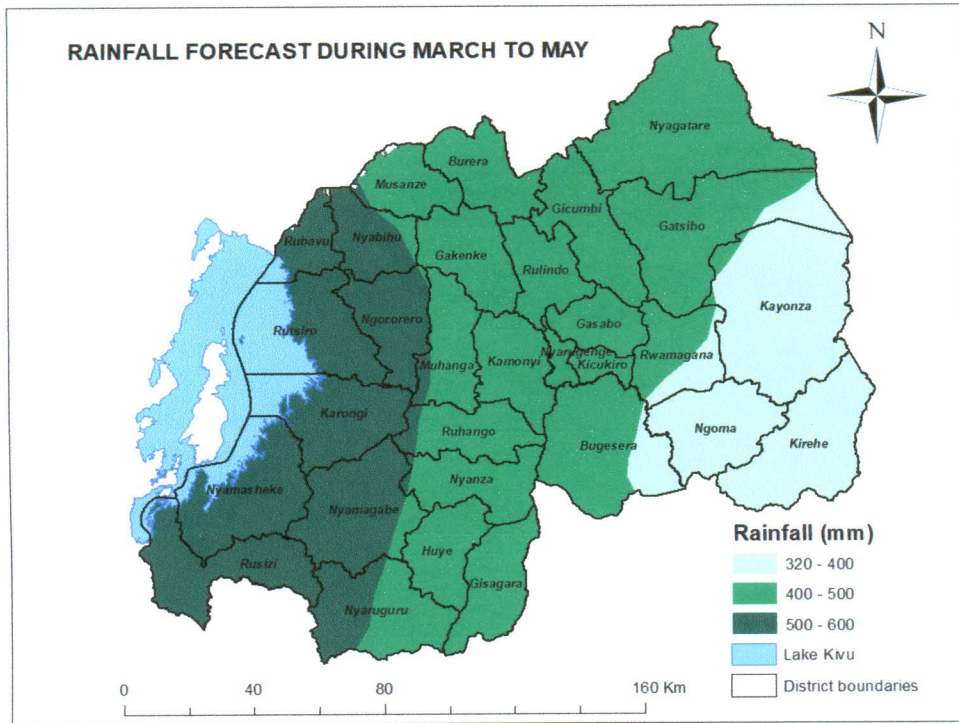 RAINFALL FORECAST DURING MARCH TO MAY
N
Nyagatare
Burera
Musanze
Gicumbi
Gatsibo
Rubavu
Nyabihu
Gakenke
Rulindo
Kayonza
Rutsiro
Ngororero
Gasabo
Muhanga
Kamonyi
Nyarugenge
Kicukiro
Rwamagana
Karongi
Ruhango
Bugesera
Ngoma
Kirehe
Nyamasheke
Nyamagabe
Nyanza
Huye
Rusizi
Gisagara
Nyaruguru
Rainfall (mm)
320 - 400
400 - 500
500 - 600
Lake Kivu
District boundaries
0 40 80 160 Km